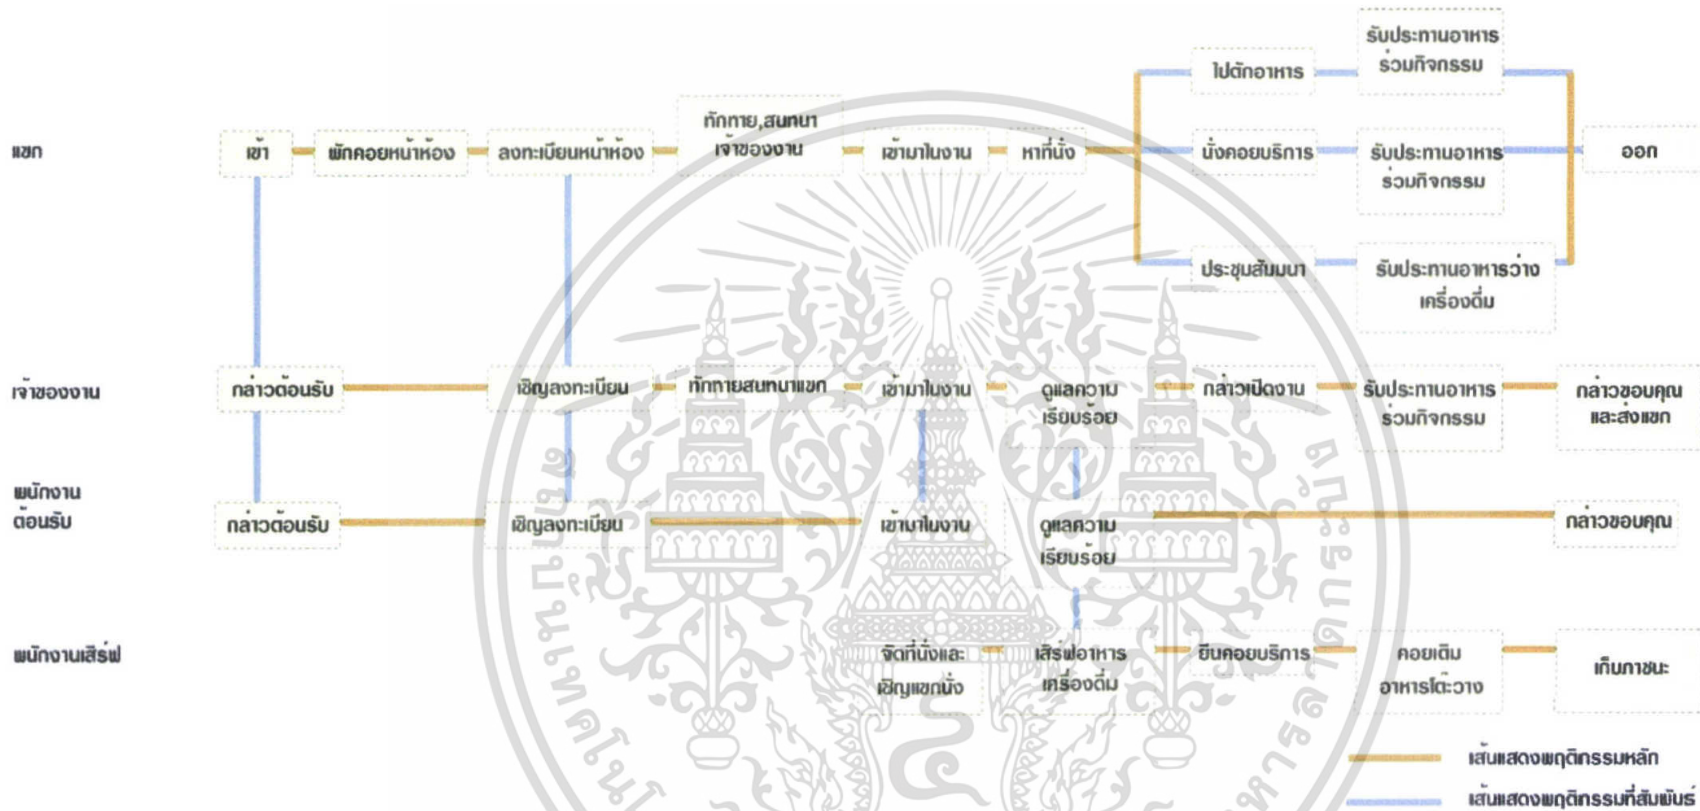 รับประทานอาหาร
ร่วมกิจกรรม
ไปตักอาหาร
แขก
เข้า
พักคอยหน้าห้อง
ลงทะเบียนหน้าห้อง
ทักทาย,สนทนา
เจ้าของงาน
เข้ามาในงาน
หาที่นั่ง
นั่งคอยบริการ
รับประทานอาหาร
ร่วมกิจกรรม
ออก
ประชุมสัมมนา
รับประทานอาหารว่าง
เครื่องดื่ม
เจ้าของงาน
กล่าวต้อนรับ
เชิญลงทะเบียน
ทักทายสนทนาแขก
เข้ามาในงาน
ดูแลความ
เรียบร้อย
กล่าวเปิดงาน
รับประทานอาหาร
ร่วมกิจกรรม
กล่าวขอบคุณ
และส่งแขก
พนักงาน
ต้อนรับ
กล่าวต้อนรับ
เชิญลงทะเบียน
เข้ามาในงาน
ดูแลความ
เรียบร้อย
กล่าวขอบคุณ
พนักงานเสิร์ฟ
จัดที่นั่งและ
เชิญแขกนั่ง
เสิร์ฟอาหาร
เครื่องดื่ม
ยืนคอยบริการ
คอยเติม
อาหารโต๊ะวาง
เก็บภาชนะ
เส้นแสดงพฤติกรรมหลัก
เส้นแสดงพฤติกรรมที่สัมพันธ์